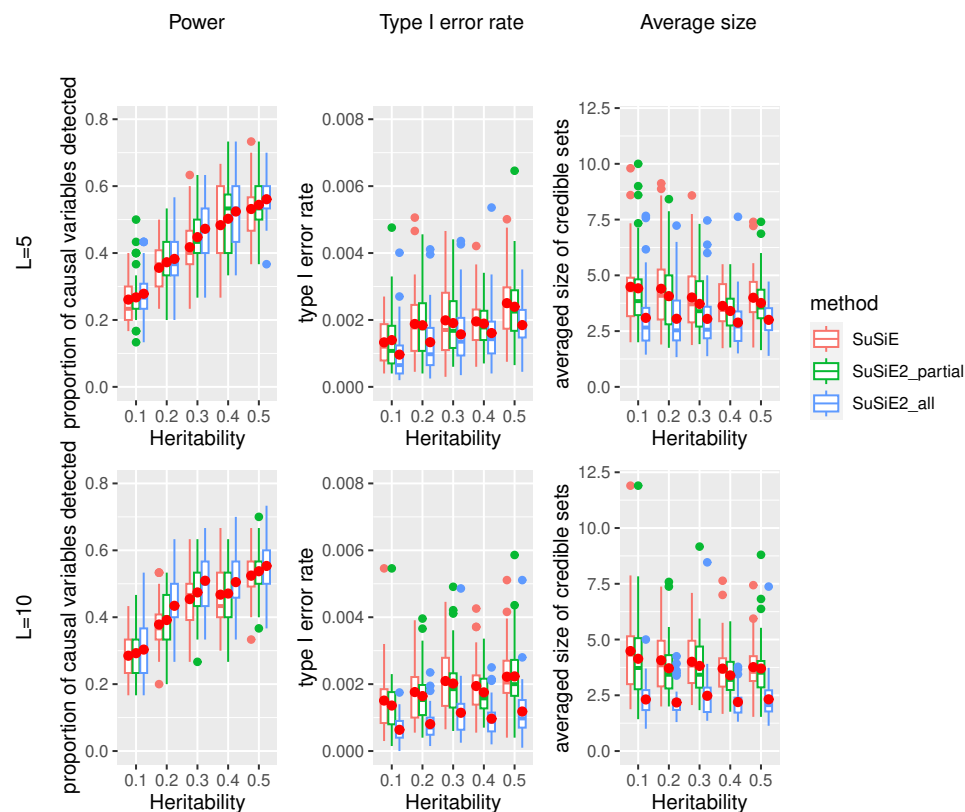 Power
Type I error rate
Average size
L=5
proportion of causal variables detected
0.8
0.6
0.4
0.2
0.0
0.1 0.2 0.3 0.4 0.5
Heritability
type I error rate
0.008
0.006
0.004
0.002
0.000
0.1 0.2 0.3 0.4 0.5
Heritability
averaged size of credible sets
12.5
10.0
7.5
5.0
2.5
0.0
0.1 0.2 0.3 0.4 0.5
Heritability
method
SuSiE
SuSiE2_partial
SuSiE2_all
L=10
proportion of causal variables detected
0.8
0.6
0.4
0.2
0.0
0.1 0.2 0.3 0.4 0.5
Heritability
type I error rate
0.008
0.006
0.004
0.002
0.000
0.1 0.2 0.3 0.4 0.5
Heritability
averaged size of credible sets
12.5
10.0
7.5
5.0
2.5
0.0
0.1 0.2 0.3 0.4 0.5
Heritability